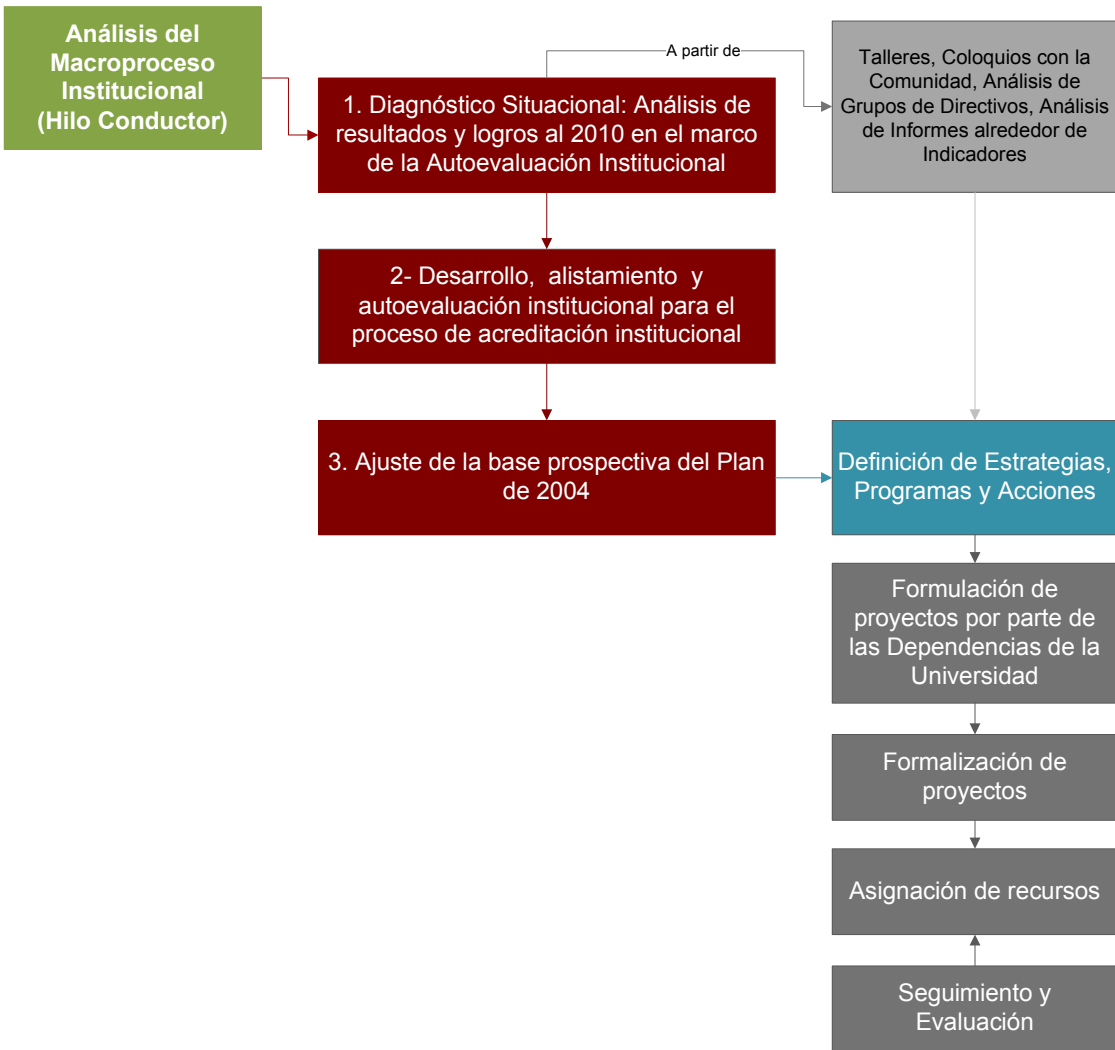 Análisis del
Macroproceso
Institucional
(Hilo Conductor)
A partir de
Talleres, Coloquios con la
Comunidad, Análisis de
Grupos de Directivos, Análisis
de Informes alrededor de
Indicadores
1. Diagnóstico Situacional: Análisis de
resultados y logros al 2010 en el marco
de la Autoevaluación Institucional
2- Desarrollo, alistamiento y
autoevaluación institucional para el
proceso de acreditación institucional
3. Ajuste de la base prospectiva del Plan
de 2004
Definición de Estrategias,
Programas y Acciones
Formulación de
proyectos por parte de
las Dependencias de la
Universidad
Formalización de
proyectos
Asignación de recursos
Seguimiento y
Evaluación